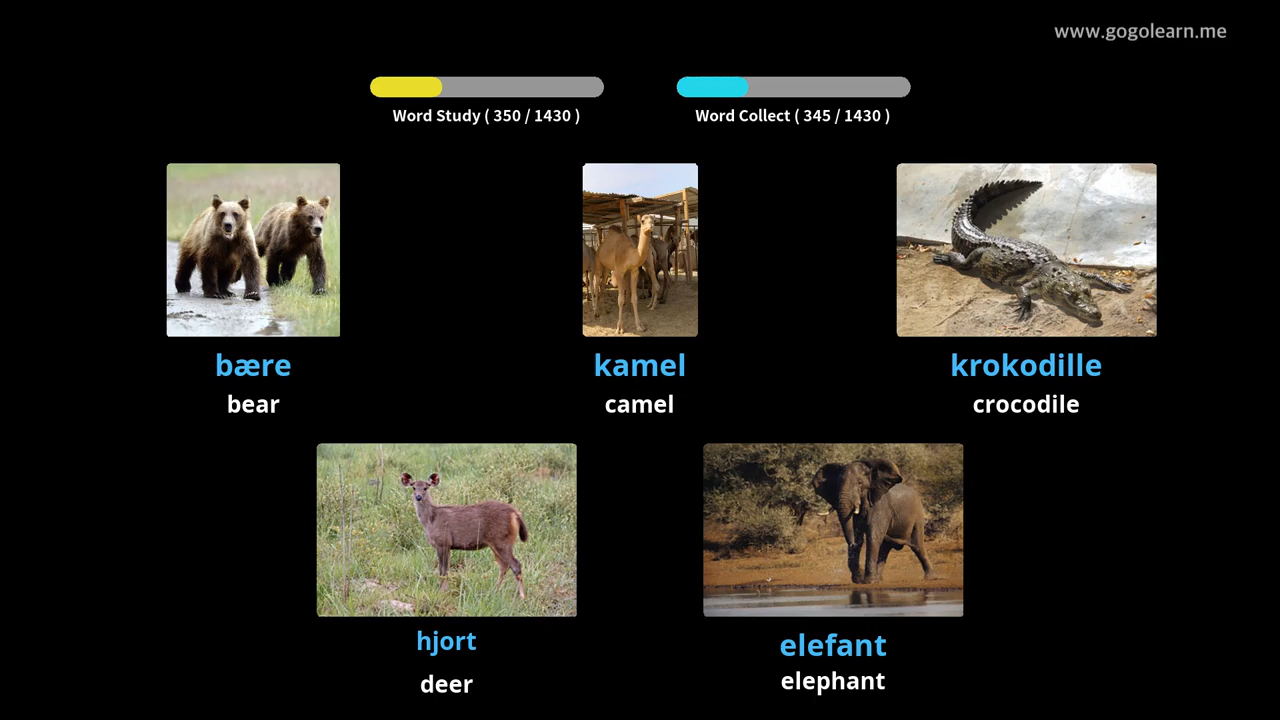 www.gogolearn.me
Word Study ( 350 / 1430 )
Word Collect ( 345 / 1430 )
bære
bear
kamel
camel
krokodille
crocodile
hjort
deer
elefant
elephant